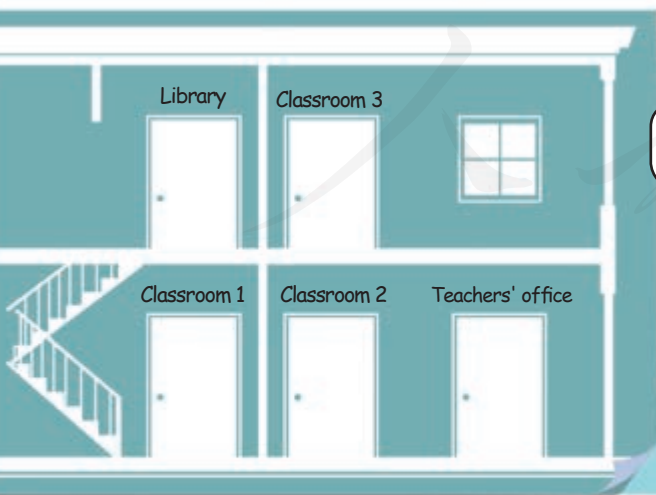 Library
Classroom 3
Classroom 1
Classroom 2
Teachers' office